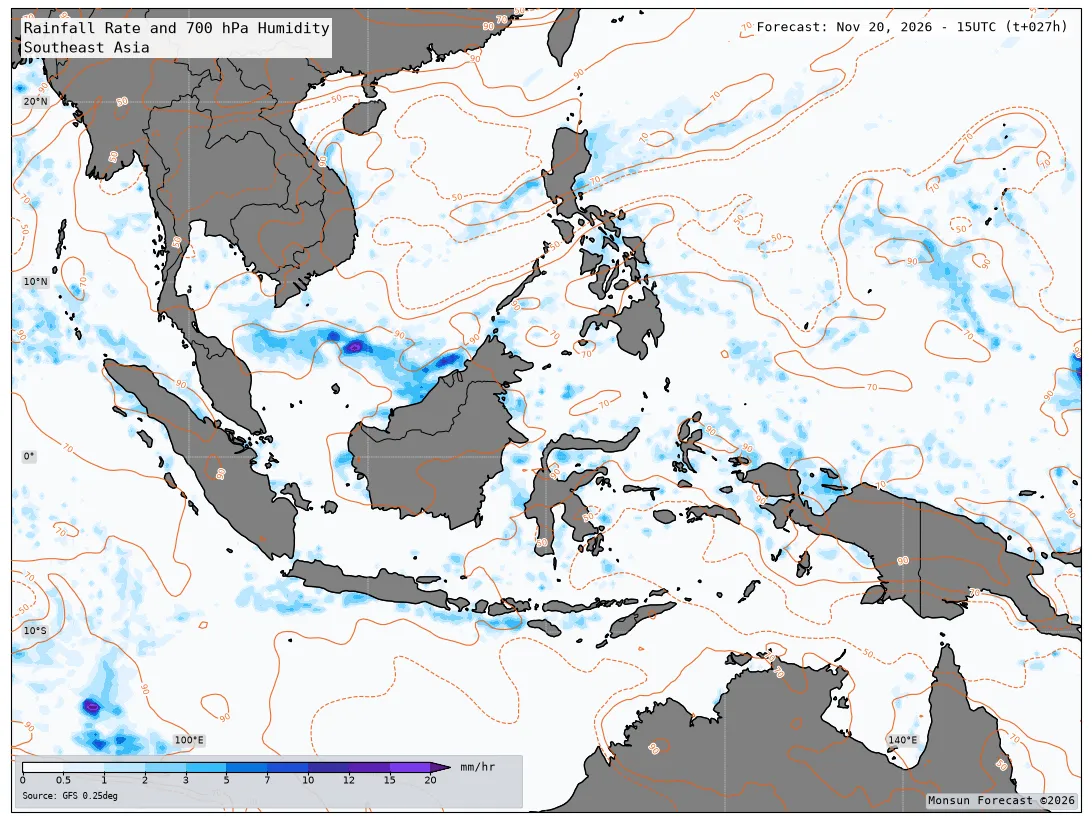 Rainfall Rate and 700 hPa Humidity
Southeast Asia
Forecast: Nov 20, 2026 - 15UTC (t+027h)
20°N
10°N
0°
10°S
100°E
140°E
0 0.5 1 2 3 5 7 10 12 15 20 mm/hr
Source: GFS 0.25deg
Monsun Forecast ©2026